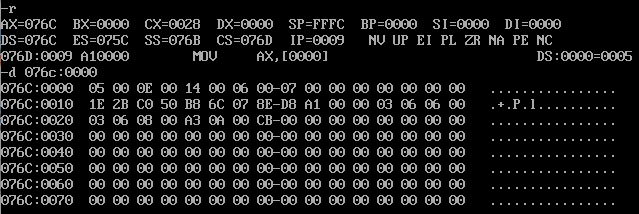 -r
AX=076C  BX=0000  CX=0028  DX=0000  SP=FFFC  BP=0000  SI=0000  DI=0000
DS=076C  ES=075C  SS=076B  CS=076D  IP=0009   NV UP EI PL ZR NA PE NC
076D:0009 A10000        MOV     AX,[0000]                          DS:0000=0005
-d 076c:0000
076C:0000  05 00 0E 00 14 00 06 00-07 00 00 00 00 00 00 00   ................
076C:0010  1E 2B C0 50 B8 6C 07 8E-D8 A1 00 00 03 06 06 00   .+.P.l..........
076C:0020  03 06 08 00 A3 0A 00 CB-00 00 00 00 00 00 00 00   ................
076C:0030  00 00 00 00 00 00 00 00-00 00 00 00 00 00 00 00   ................
076C:0040  00 00 00 00 00 00 00 00-00 00 00 00 00 00 00 00   ................
076C:0050  00 00 00 00 00 00 00 00-00 00 00 00 00 00 00 00   ................
076C:0060  00 00 00 00 00 00 00 00-00 00 00 00 00 00 00 00   ................
076C:0070  00 00 00 00 00 00 00 00-00 00 00 00 00 00 00 00   ................